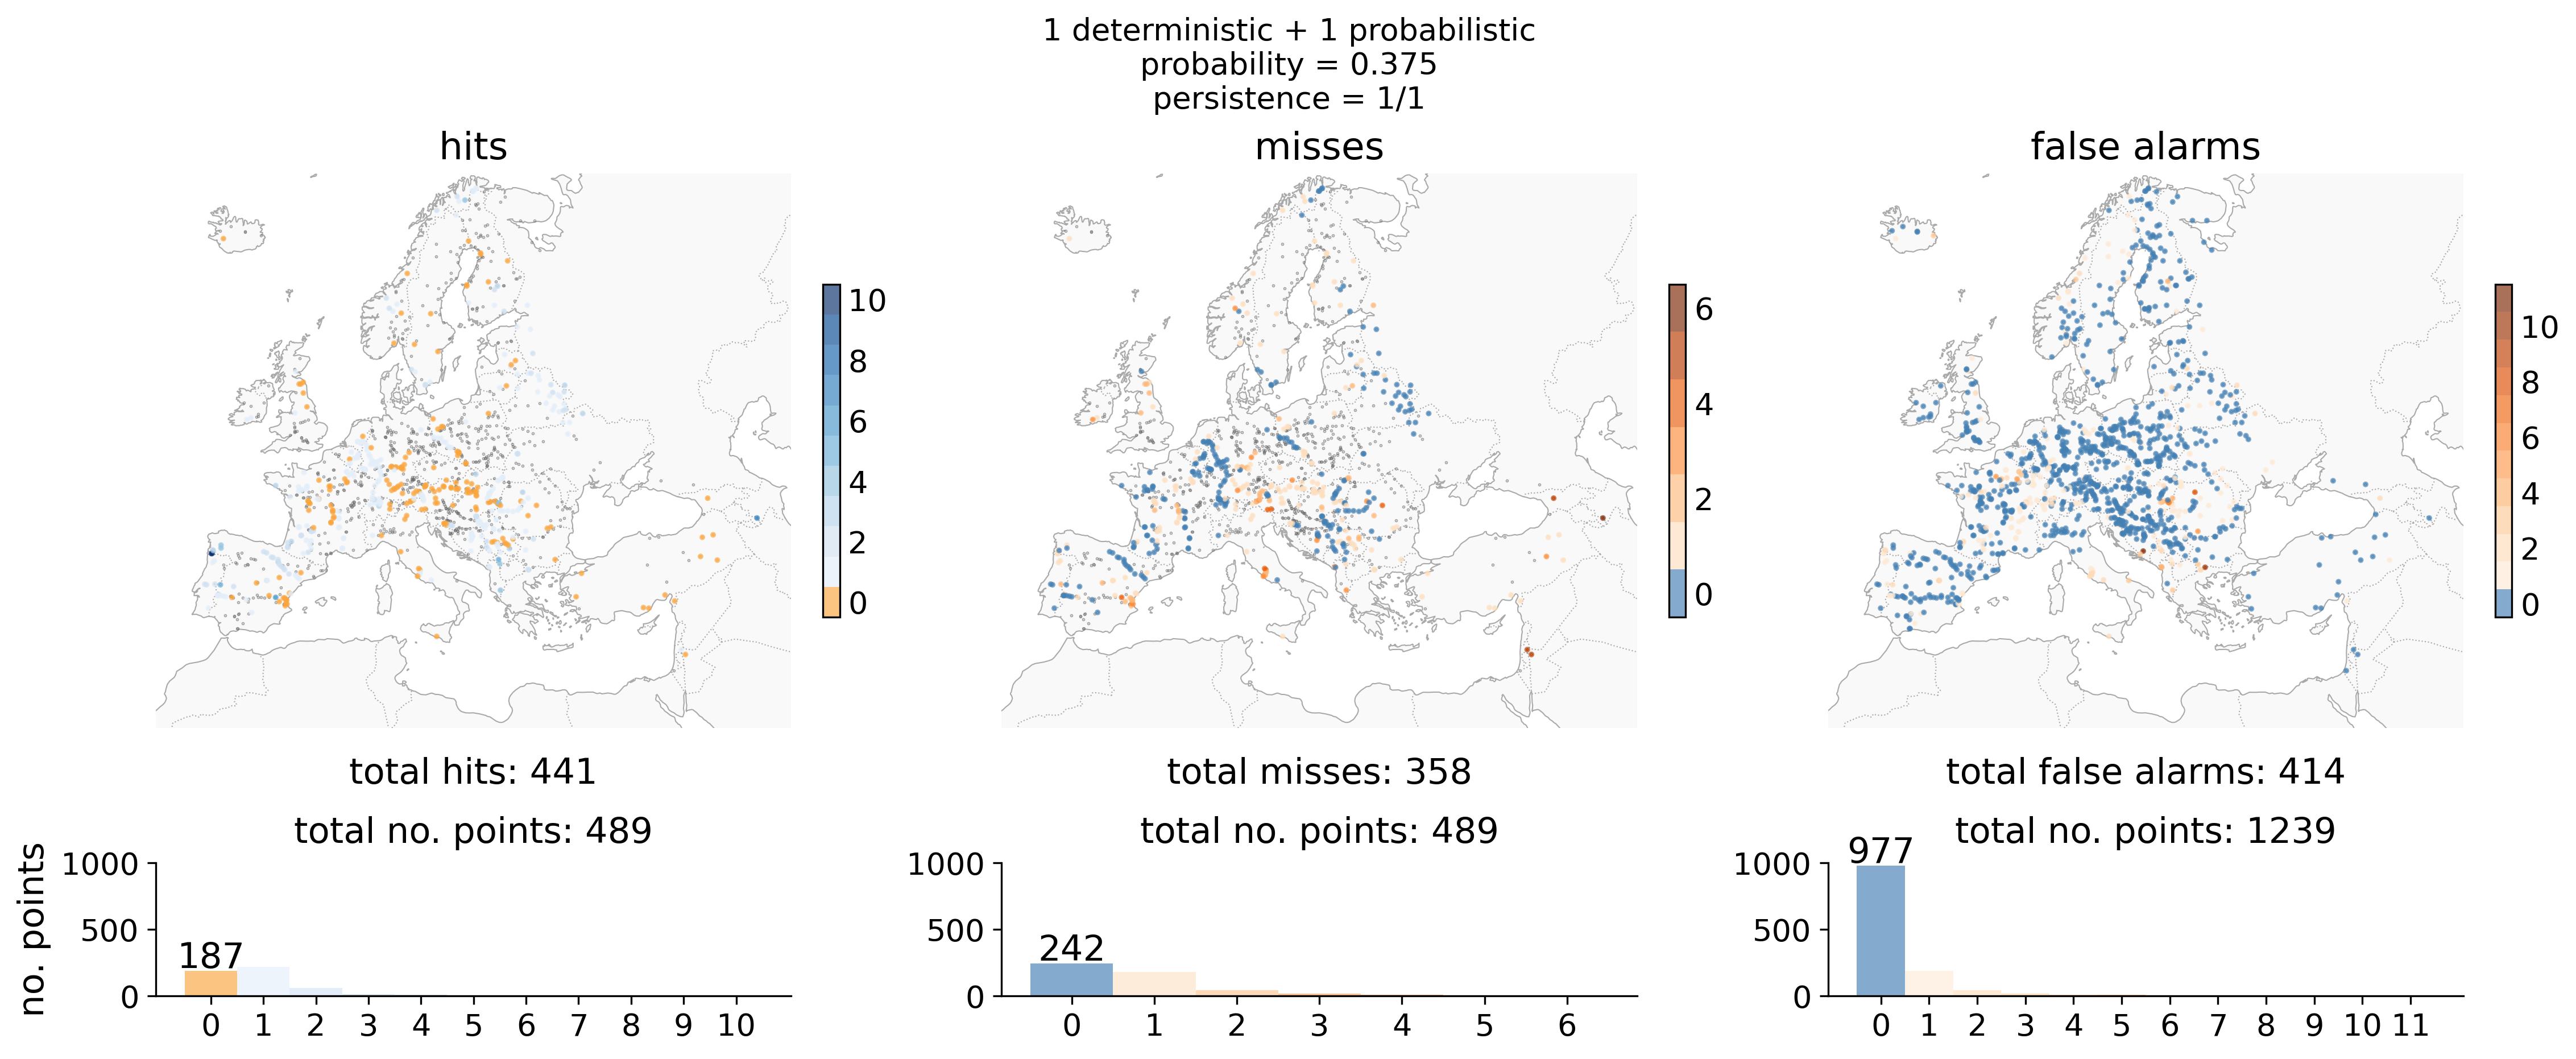 1 deterministic + 1 probabilistic
probability = 0.375
persistence = 1/1
hits
misses
false alarms
10
8
6
4
2
0
6
4
2
0
10
8
6
4
2
0
total hits: 441
total misses: 358
total false alarms: 414
total no. points: 489
total no. points: 489
total no. points: 1239
no. points
1000
500
0
187
0 1 2 3 4 5 6 7 8 9 10
1000
500
0
242
0 1 2 3 4 5 6
1000
500
0
977
0 1 2 3 4 5 6 7 8 9 10 11